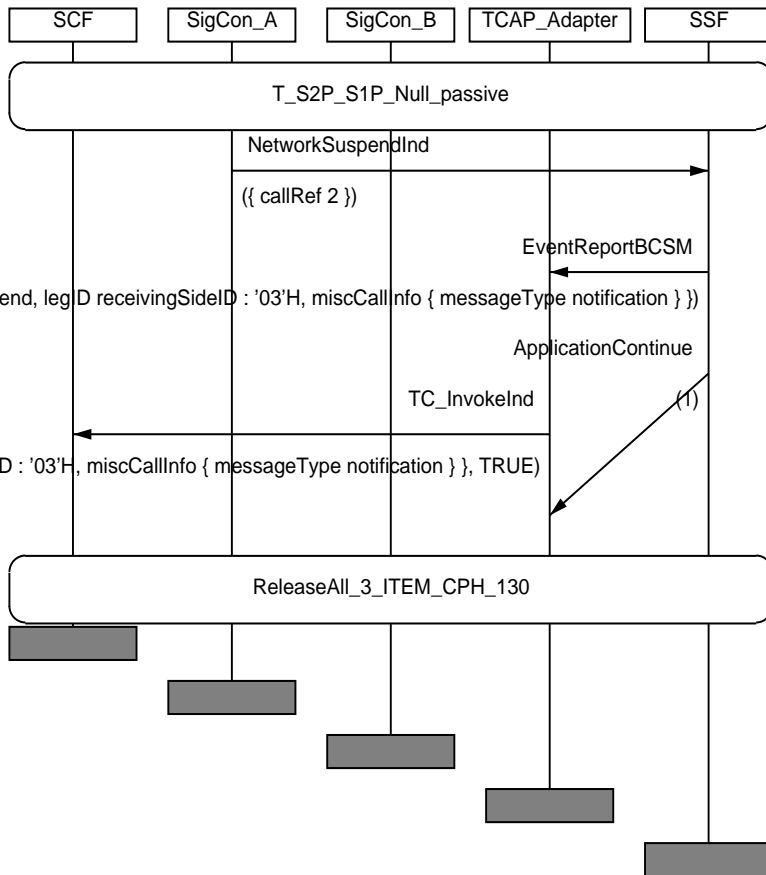 SCF SigCon_A SigCon_B TCAP_Adapter SSF
T_S2P_S1P_Null_passive
NetworkSuspendInd
({ callRef 2 })
EventReportBCSM
end, legID receivingSideID : '03'H, miscCallInfo { messageType notification } })
ApplicationContinue
(1)
TC_InvokeInd
D : '03'H, miscCallInfo { messageType notification } }, TRUE)
ReleaseAll_3_ITEM_CPH_130